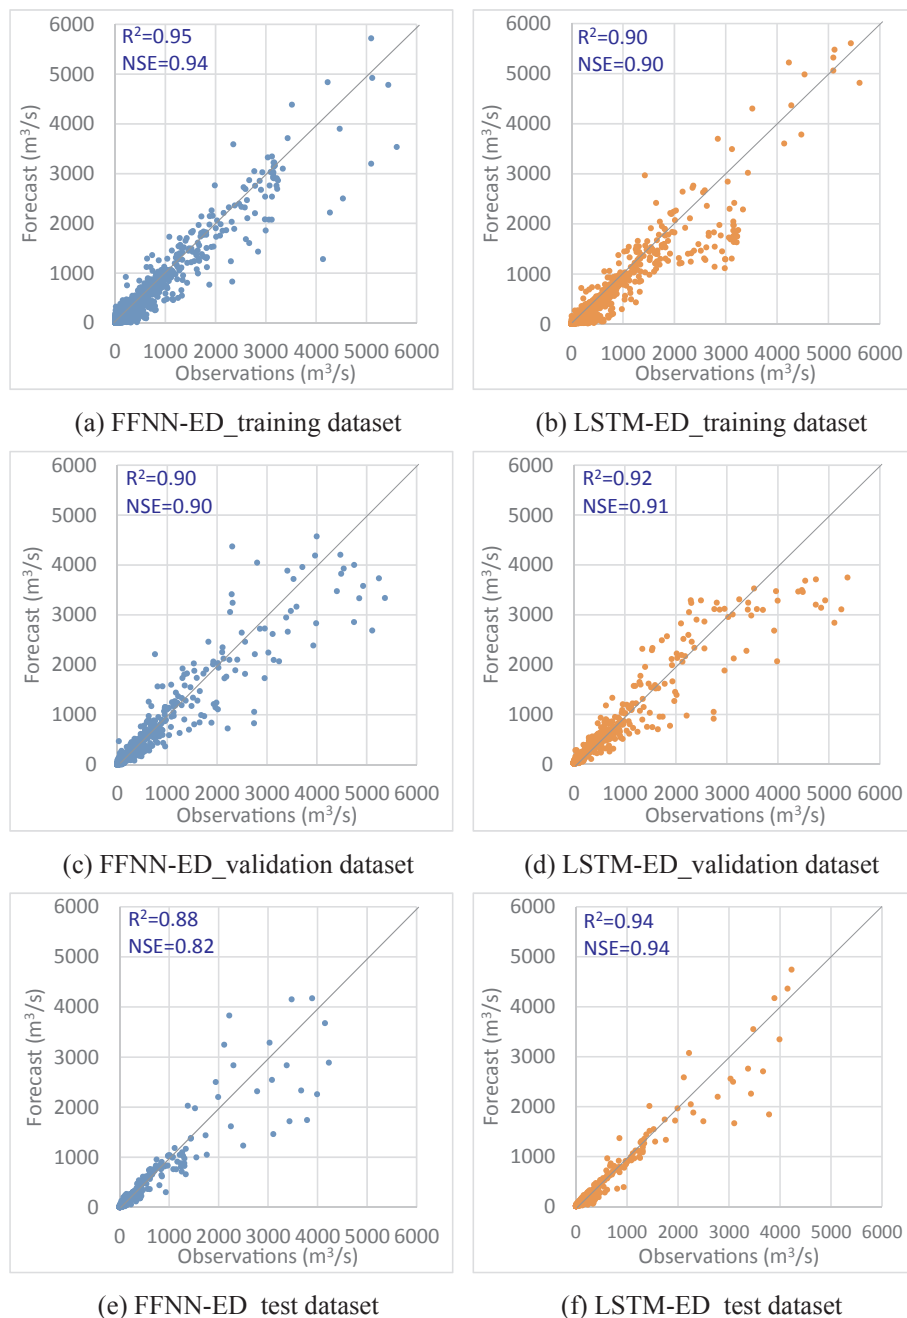 6000
5000
4000
3000
2000
1000
0
Forecast (m³/s)
R²=0.95
NSE=0.94
0 1000 2000 3000 4000 5000 6000
Observations (m³/s)
(a) FFNN-ED_training dataset
6000
5000
4000
3000
2000
1000
0
Forecast (m³/s)
R²=0.90
NSE=0.90
0 1000 2000 3000 4000 5000 6000
Observations (m³/s)
(b) LSTM-ED_training dataset
6000
5000
4000
3000
2000
1000
0
Forecast (m³/s)
R²=0.90
NSE=0.90
0 1000 2000 3000 4000 5000 6000
Observations (m³/s)
(c) FFNN-ED_validation dataset
6000
5000
4000
3000
2000
1000
0
Forecast (m³/s)
R²=0.92
NSE=0.91
0 1000 2000 3000 4000 5000 6000
Observations (m³/s)
(d) LSTM-ED_validation dataset
6000
5000
4000
3000
2000
1000
0
Forecast (m³/s)
R²=0.88
NSE=0.82
0 1000 2000 3000 4000 5000 6000
Observations (m³/s)
(e) FFNN-ED test dataset
6000
5000
4000
3000
2000
1000
0
Forecast (m³/s)
R²=0.94
NSE=0.94
0 1000 2000 3000 4000 5000 6000
Observations (m³/s)
(f) LSTM-ED test dataset